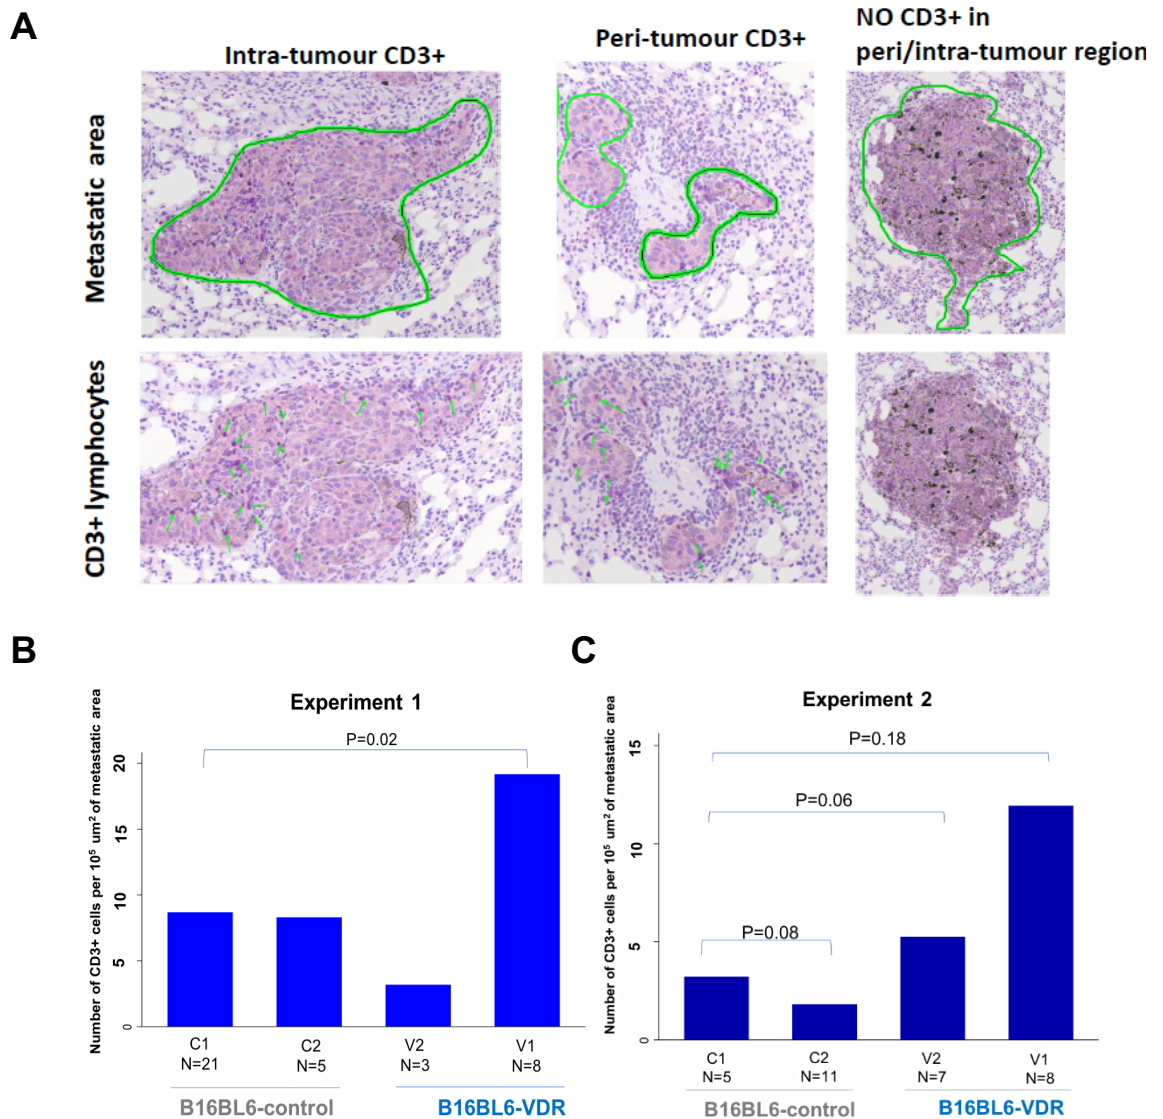 A
Intra-tumour CD3+
Peri-tumour CD3+
NO CD3+ in
peri/intra-tumour region
Metastatic area
CD3+ lymphocytes
B
Experiment 1
Number of CD3+ cells per 10⁵ um² of metastatic area
P=0.02
20
15
10
5
0
C1
N=21
C2
N=5
V2
N=3
V1
N=8
B16BL6-control
B16BL6-VDR
C
Experiment 2
Number of CD3+ cells per 10⁵ um² of metastatic area
P=0.18
P=0.06
P=0.08
15
10
5
0
C1
N=5
C2
N=11
V2
N=7
V1
N=8
B16BL6-control
B16BL6-VDR